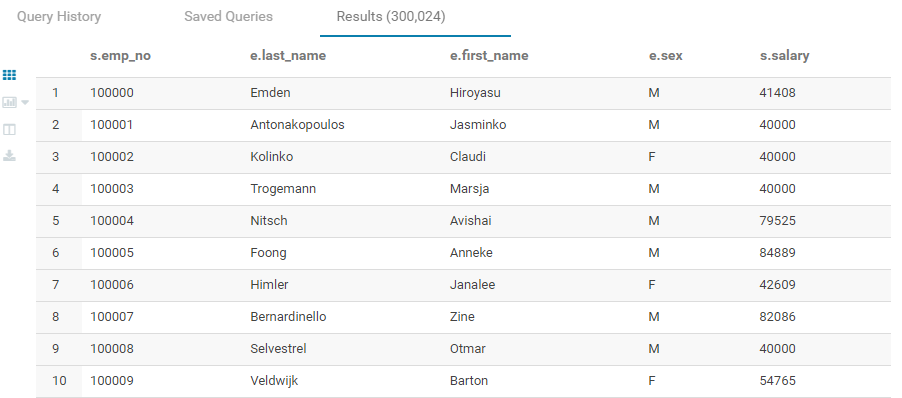 Query History Saved Queries Results (300,024)
s.emp_no e.last_name e.first_name e.sex s.salary
1 100000 Emden Hiroyasu M 41408
2 100001 Antonakopoulos Jasminko M 40000
3 100002 Kolinko Claudi F 40000
4 100003 Trogemann Marsja M 40000
5 100004 Nitsch Avishai M 79525
6 100005 Foong Anneke M 84889
7 100006 Himler Janalee F 42609
8 100007 Bernardinello Zine M 82086
9 100008 Selvestrel Otmar M 40000
10 100009 Veldwijk Barton F 54765